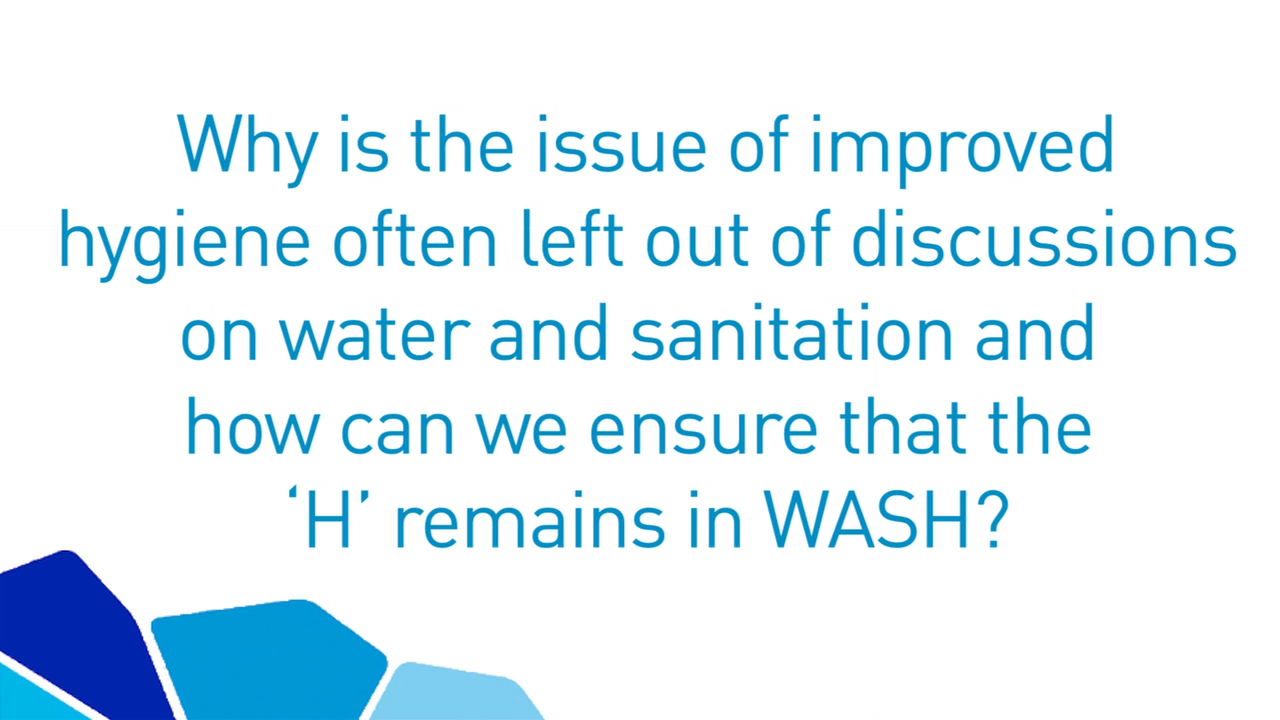 Why is the issue of improved
hygiene often left out of discussions
on water and sanitation and
how can we ensure that the
‘H’ remains in WASH?